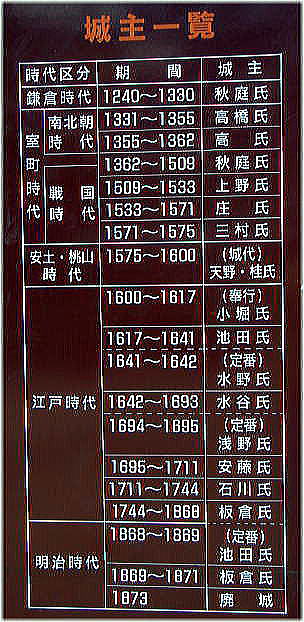 城主一覧
時代区分 期間 城主
鎌倉時代 1240～1330 秋庭氏
室町時代 南北朝時代 1331～1355 高橋氏
1355～1362 高氏
戦国時代 1362～1509 秋庭氏
1509～1533 上野氏
1533～1571 庄氏
1571～1575 三村氏
安土・桃山時代 1575～1600 (城代)
天野・桂氏
江戸時代 1600～1617 (奉行)
小堀氏
1617～1641 池田氏
1641～1642 (定番)
水野氏
1642～1693 水谷氏
1694～1695 (定番)
浅野氏
1695～1711 安藤氏
1711～1744 石川氏
1744～1868 板倉氏
明治時代 1868～1869 (定番)
池田氏
1869～1871 板倉氏
1873 廃城